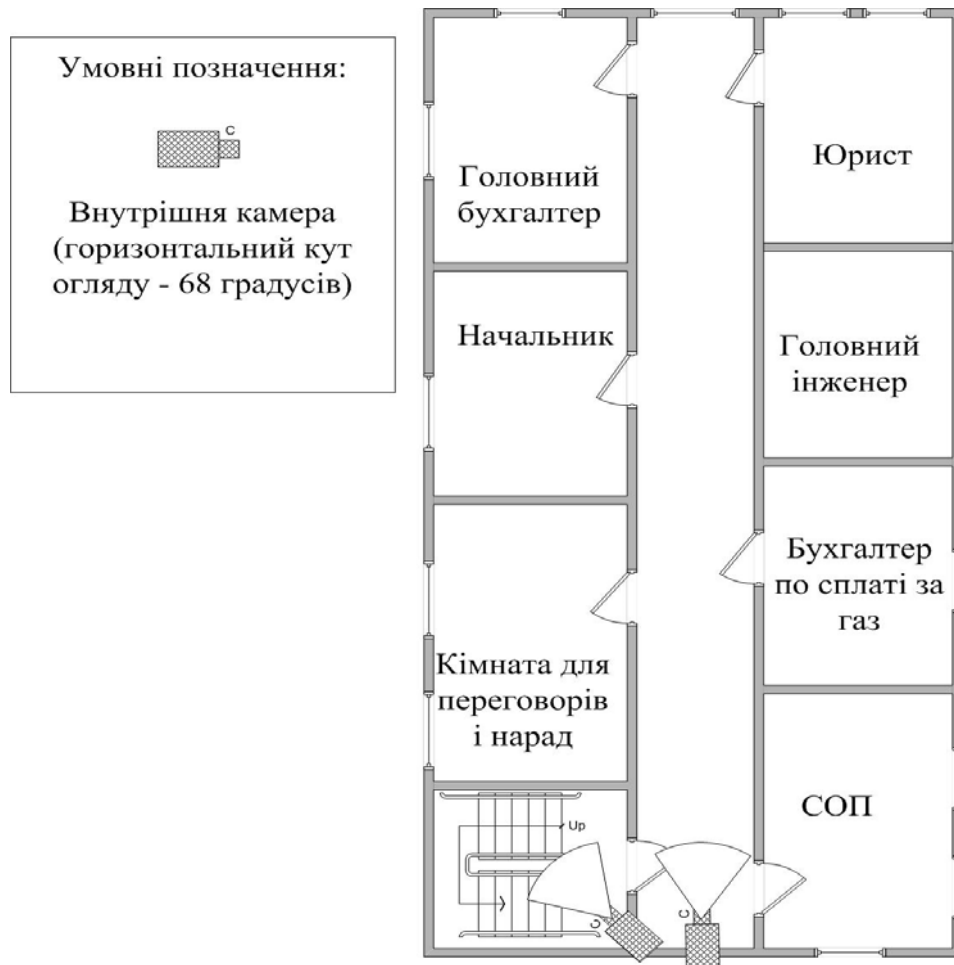 Умовні позначення:
C
Внутрішня камера
(горизонтальний кут
огляду - 68 градусів)
Головний
бухгалтер
Юрист
Начальник
Головний
інженер
Бухгалтер
по сплаті за
газ
Кімната для
переговорів
і нарад
СОП
Up
C
C